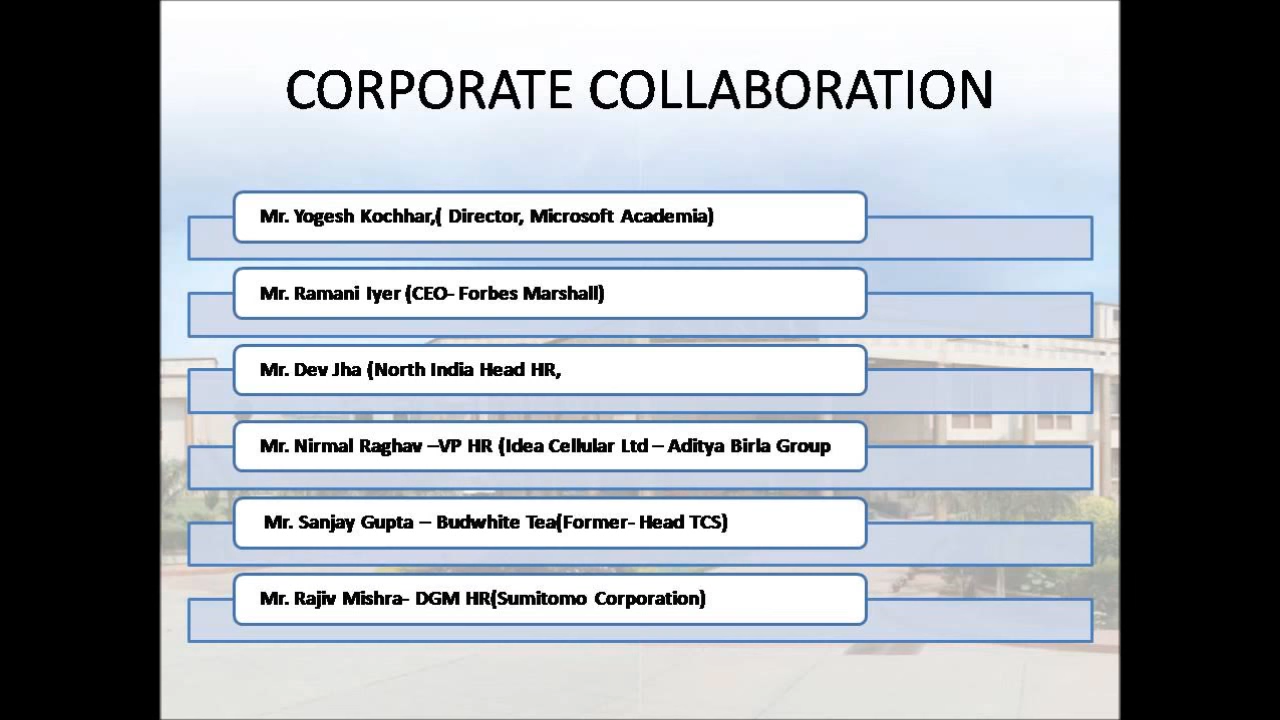 CORPORATE COLLABORATION
Mr. Yogesh Kochhar,( Director, Microsoft Academia)
Mr. Ramani Iyer (CEO- Forbes Marshall)
Mr. Dev Jha (North India Head HR,
Mr. Nirmal Raghav –VP HR (Idea Cellular Ltd – Aditya Birla Group
Mr. Sanjay Gupta – Budwhite Tea(Former- Head TCS)
Mr. Rajiv Mishra- DGM HR(Sumitomo Corporation)